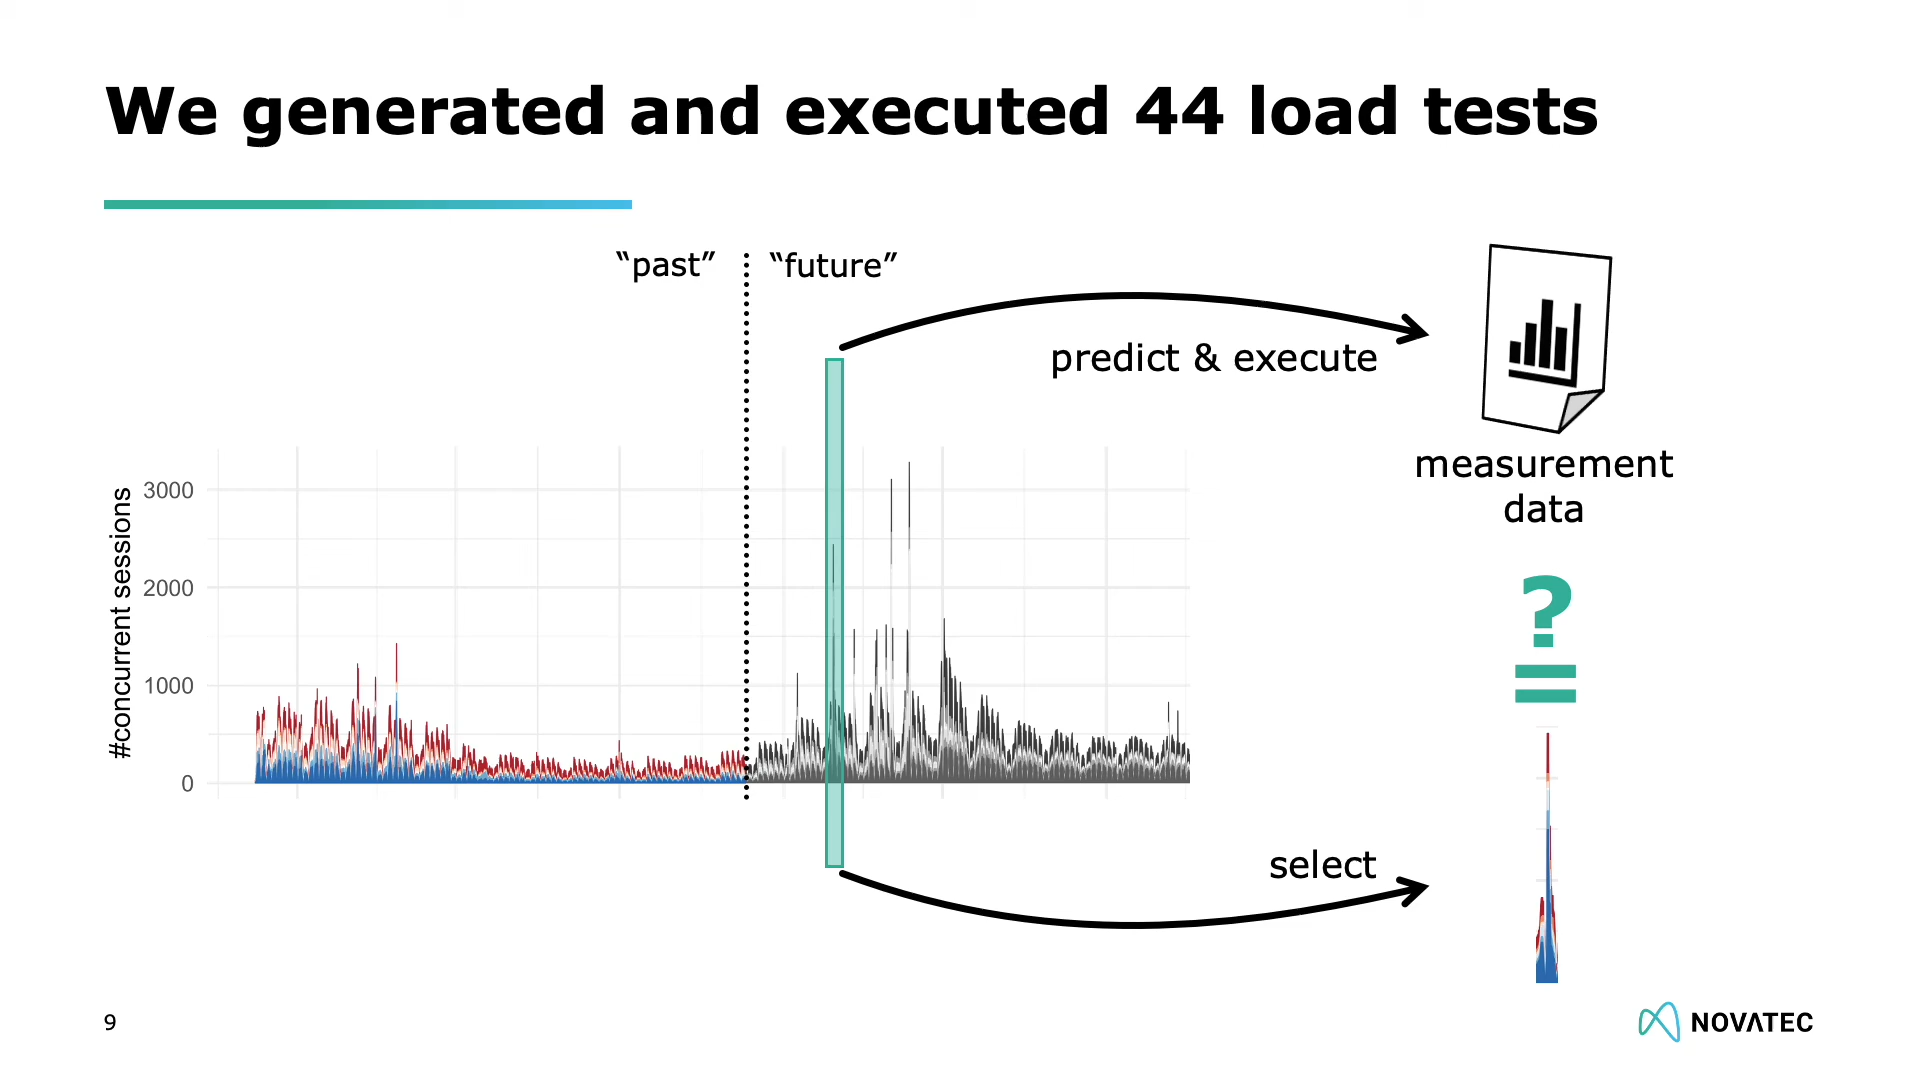 We generated and executed 44 load tests
“past”
“future”
predict & execute
measurement
data
#concurrent sessions
3000
2000
1000
0
?
=
select
9
NOVATEC